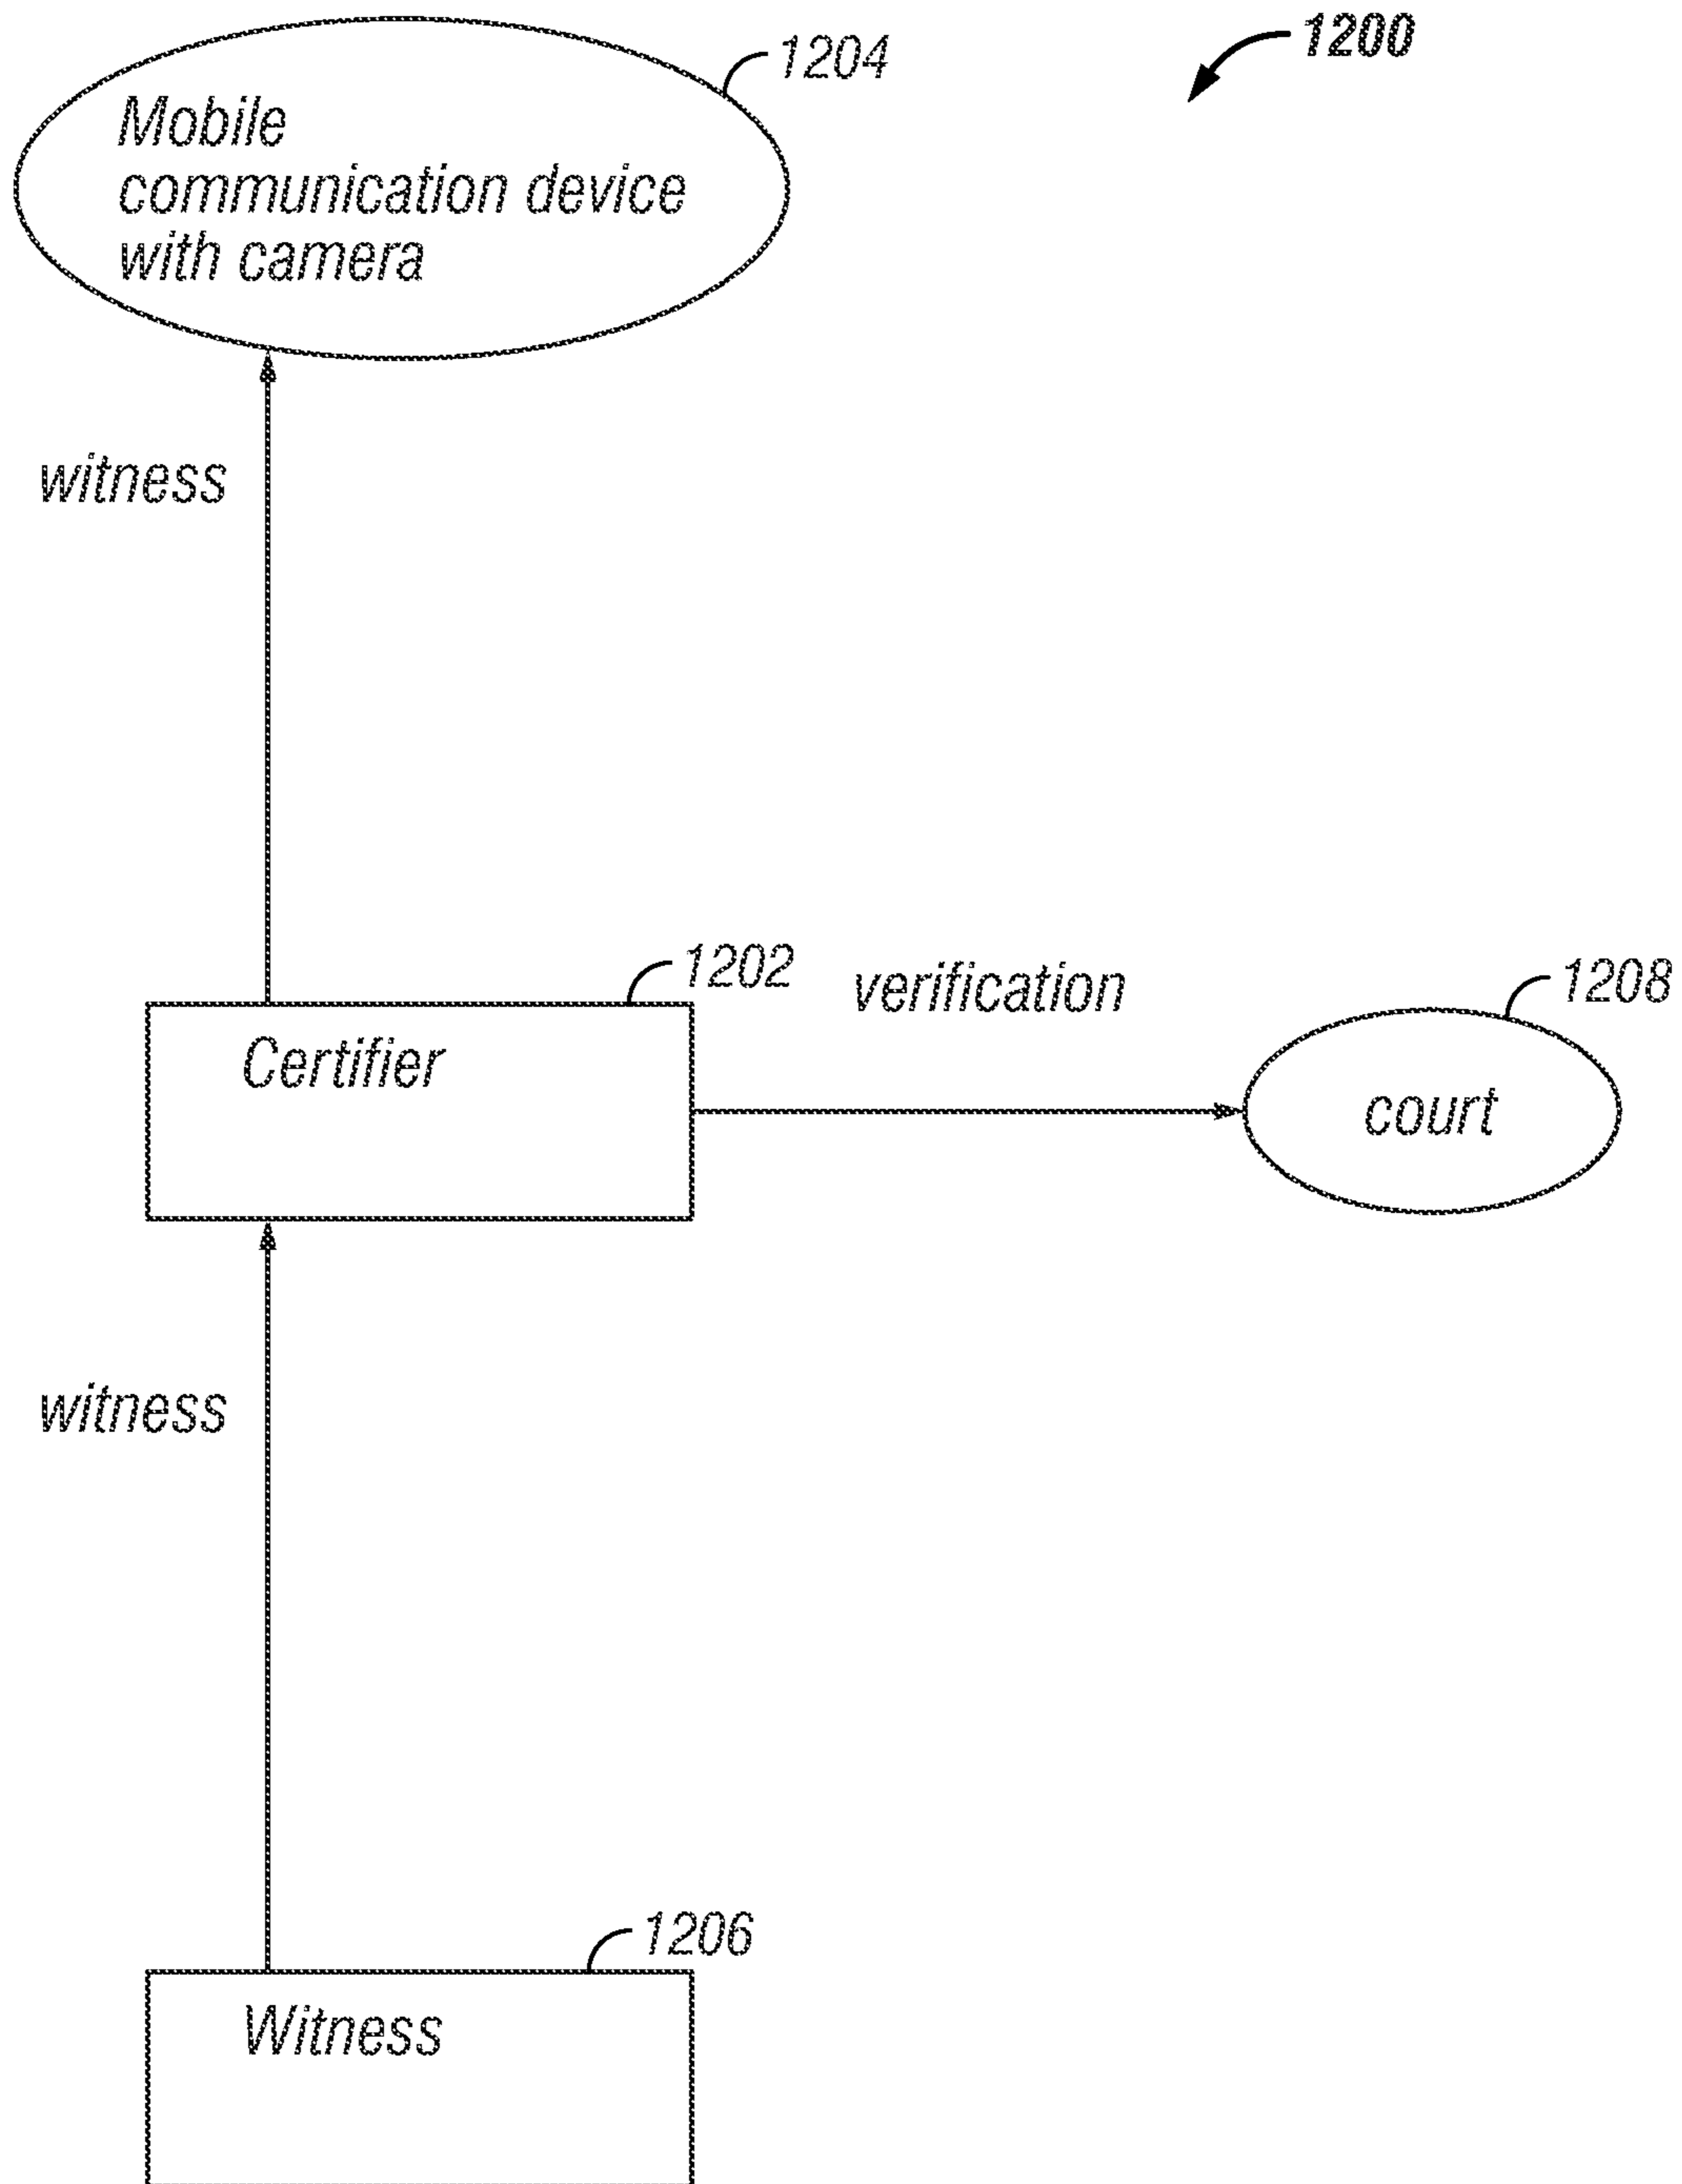 1200
1204
Mobile
communication device
with camera
witness
1202
verification
1208
Certifier
court
witness
1206
Witness